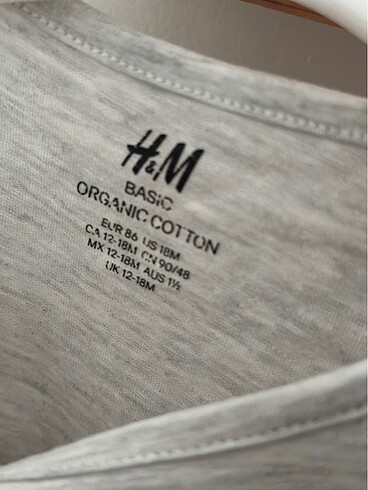 H&M
BASIC
ORGANIC COTTON
EUR 86 US 18M
CA 12-18M CN 90/48
MX 12-18M AUS 1½
UK 12-18M